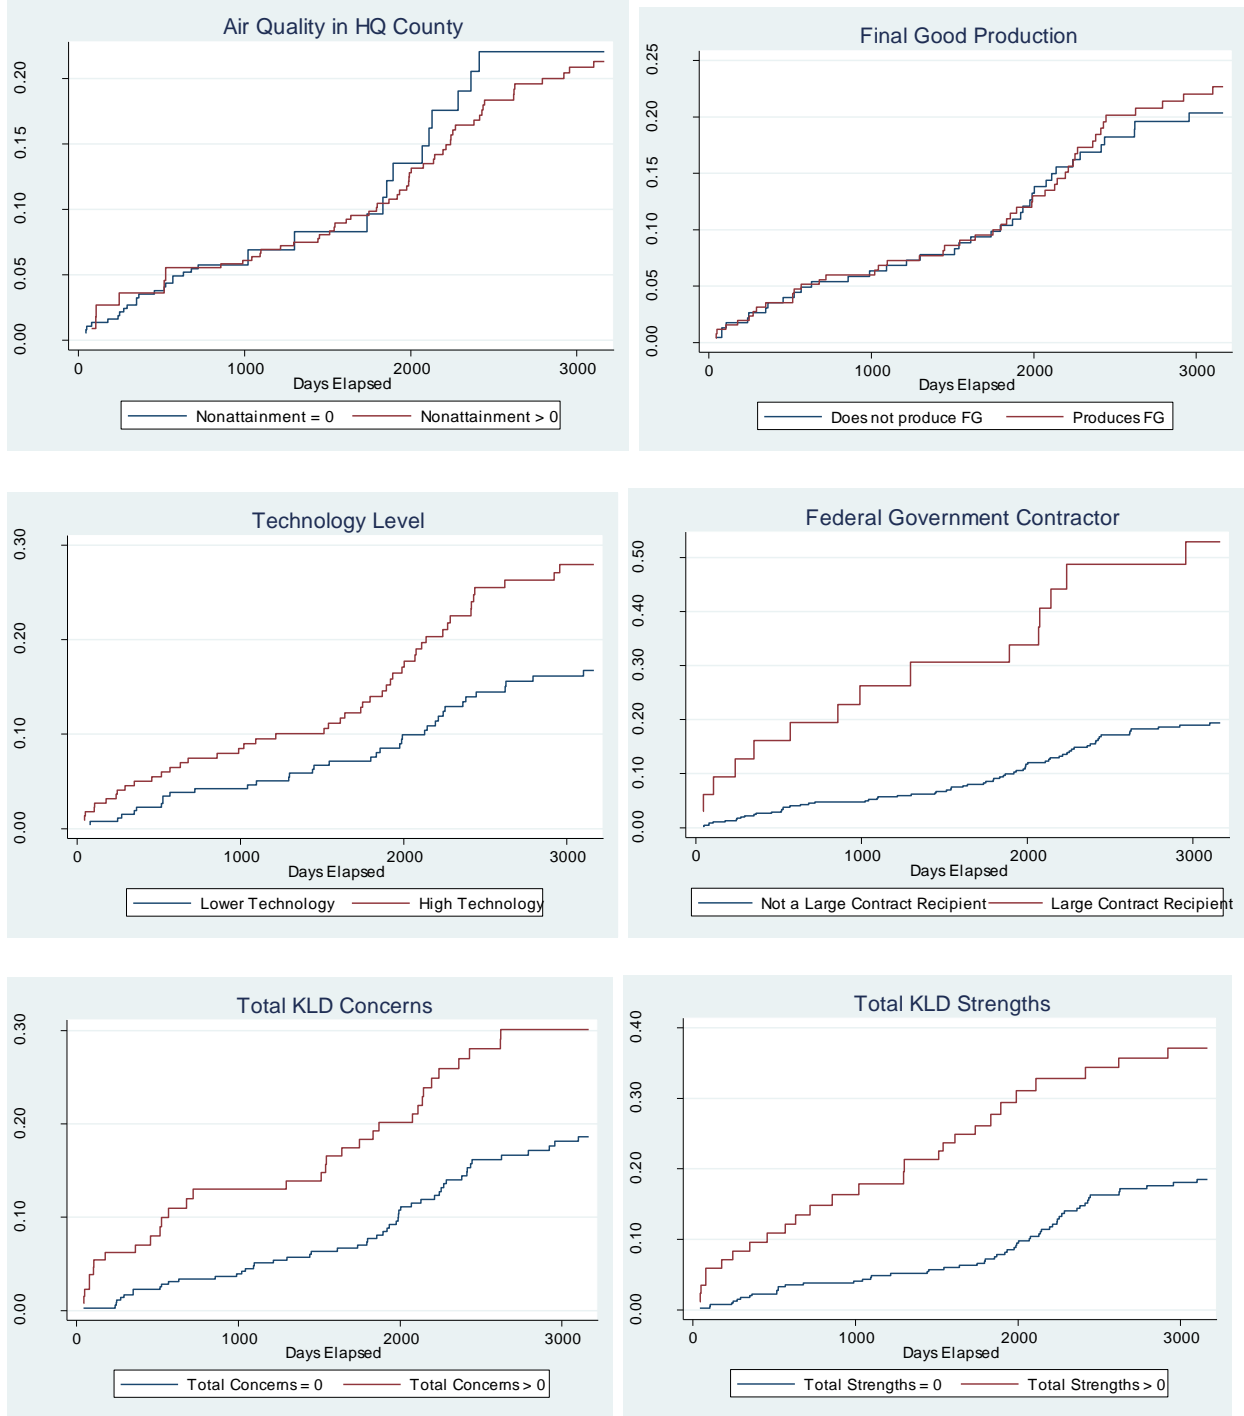 Air Quality in HQ County
0.20
0.15
0.10
0.05
0.00
0 1000 2000 3000
Days Elapsed
Nonattainment = 0 Nonattainment > 0
Final Good Production
0.25
0.20
0.15
0.10
0.05
0.00
0 1000 2000 3000
Days Elapsed
Does not produce FG Produces FG
Technology Level
0.30
0.20
0.10
0.00
0 1000 2000 3000
Days Elapsed
Lower Technology High Technology
Federal Government Contractor
0.50
0.40
0.30
0.20
0.10
0.00
0 1000 2000 3000
Days Elapsed
Not a Large Contract Recipient Large Contract Recipient
Total KLD Concerns
0.30
0.20
0.10
0.00
0 1000 2000 3000
Days Elapsed
Total Concerns = 0 Total Concerns > 0
Total KLD Strengths
0.40
0.30
0.20
0.10
0.00
0 1000 2000 3000
Days Elapsed
Total Strengths = 0 Total Strengths > 0